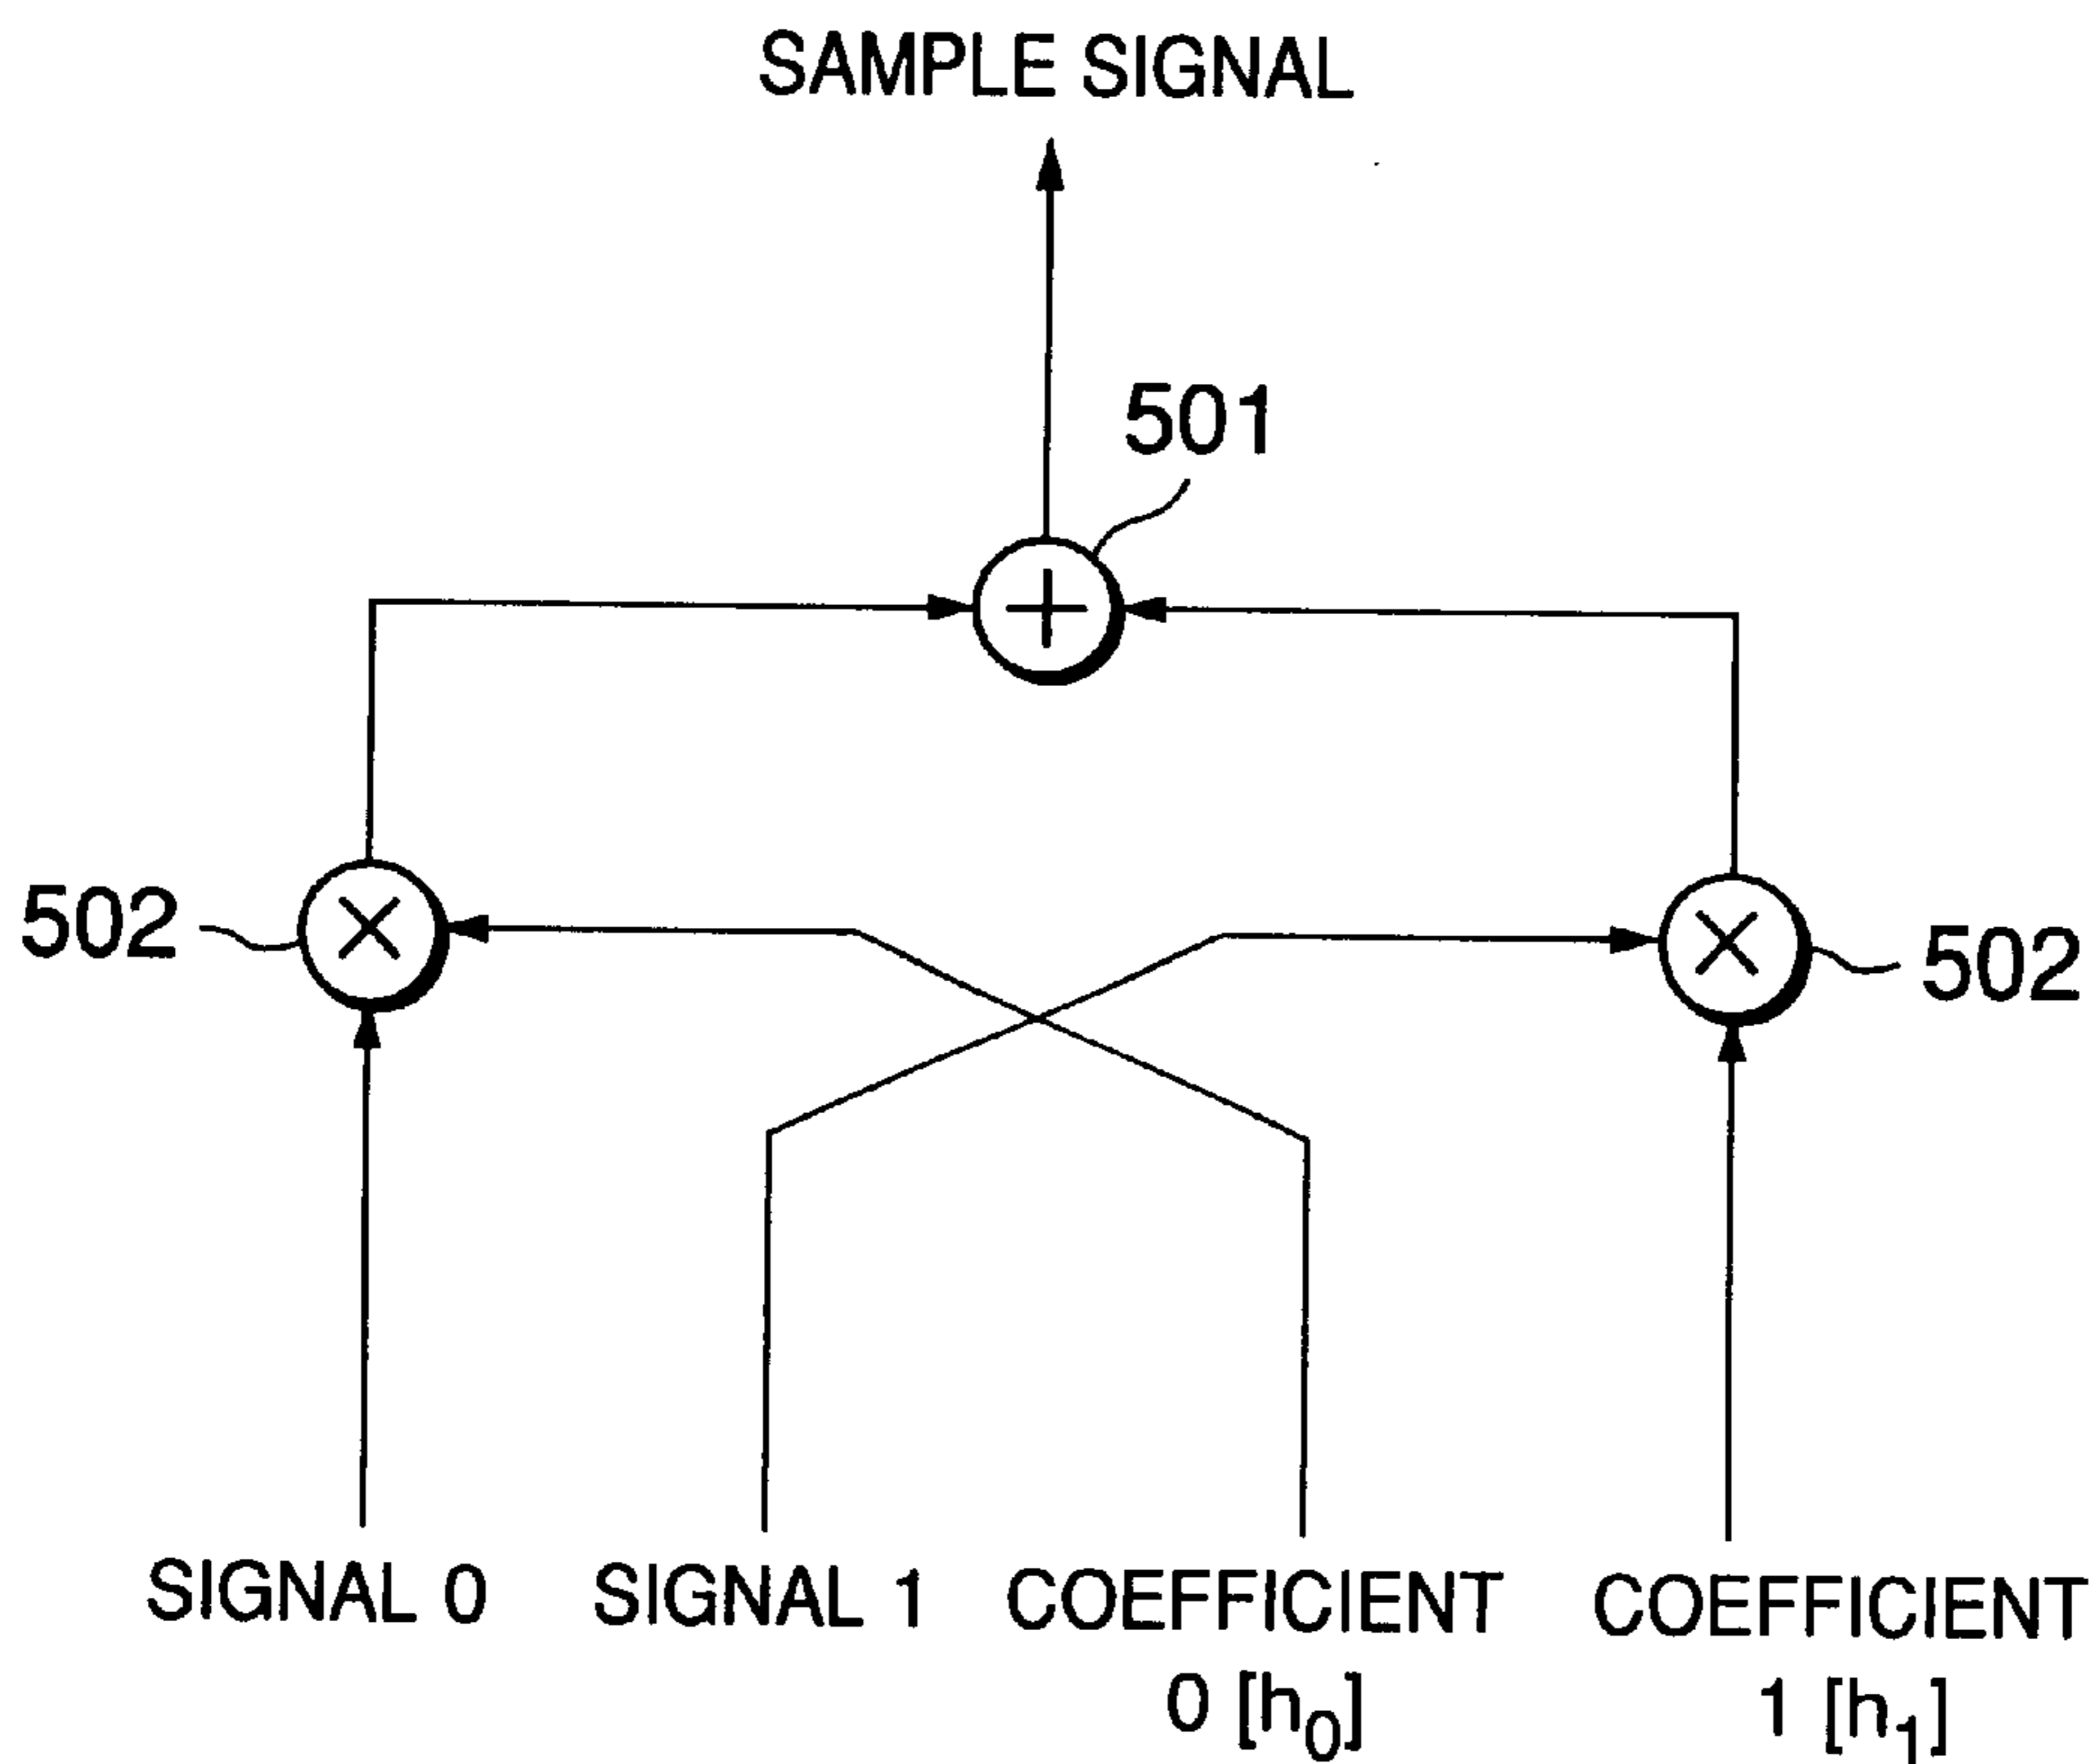 SAMPLE SIGNAL
501
502
502
SIGNAL 0
SIGNAL 1
COEFFICIENT
0 [h0]
COEFFICIENT
1 [h1]